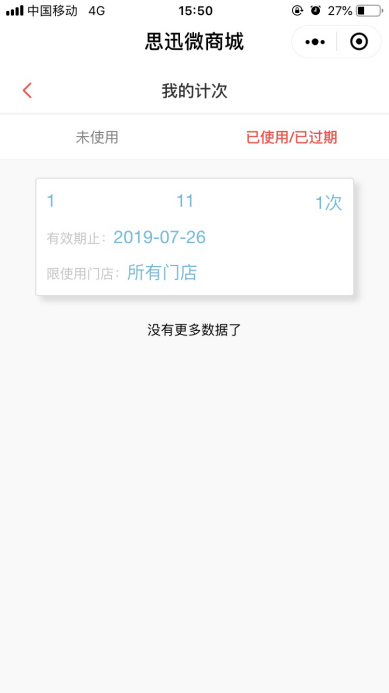 中国移动 4G 15:50 27%
思迅微商城
我的计次
未使用 已使用/已过期
1 11 1次
有效期止：2019-07-26
限使用门店：所有门店
没有更多数据了